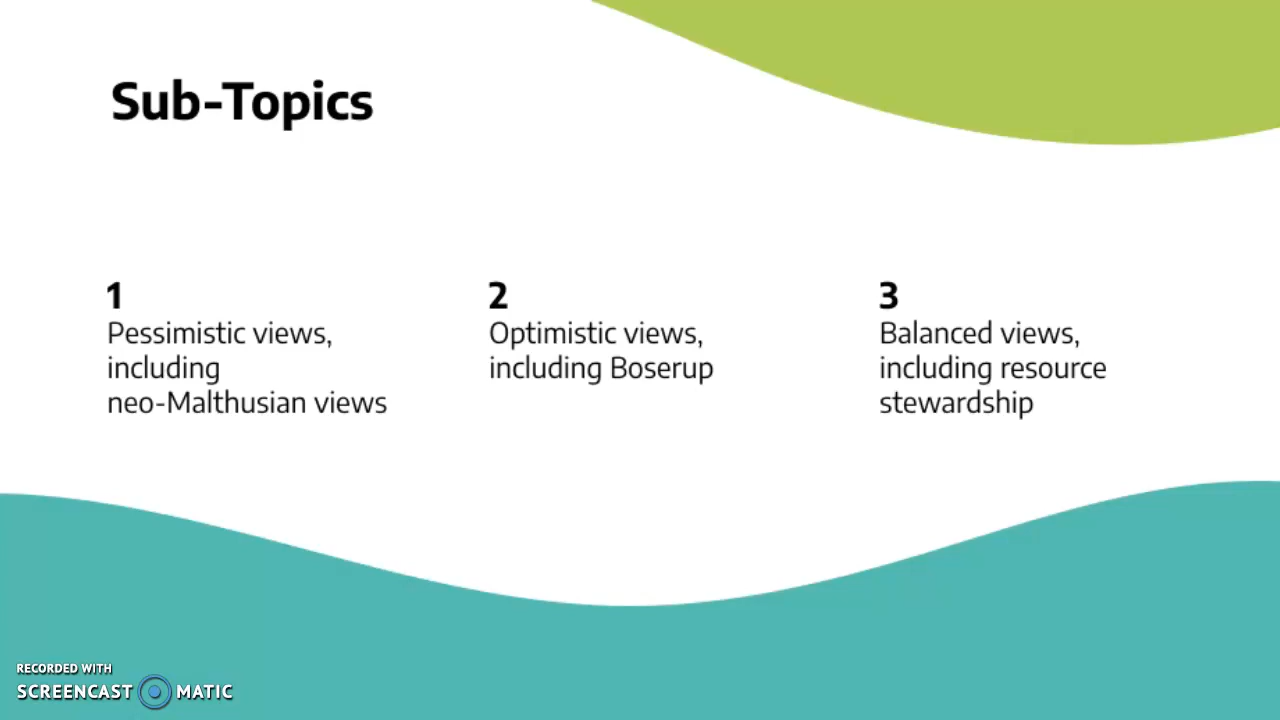 Sub-Topics
1
Pessimistic views,
including
neo-Malthusian views
2
Optimistic views,
including Boserup
3
Balanced views,
including resource
stewardship
RECORDED WITH
SCREENCAST MATIC